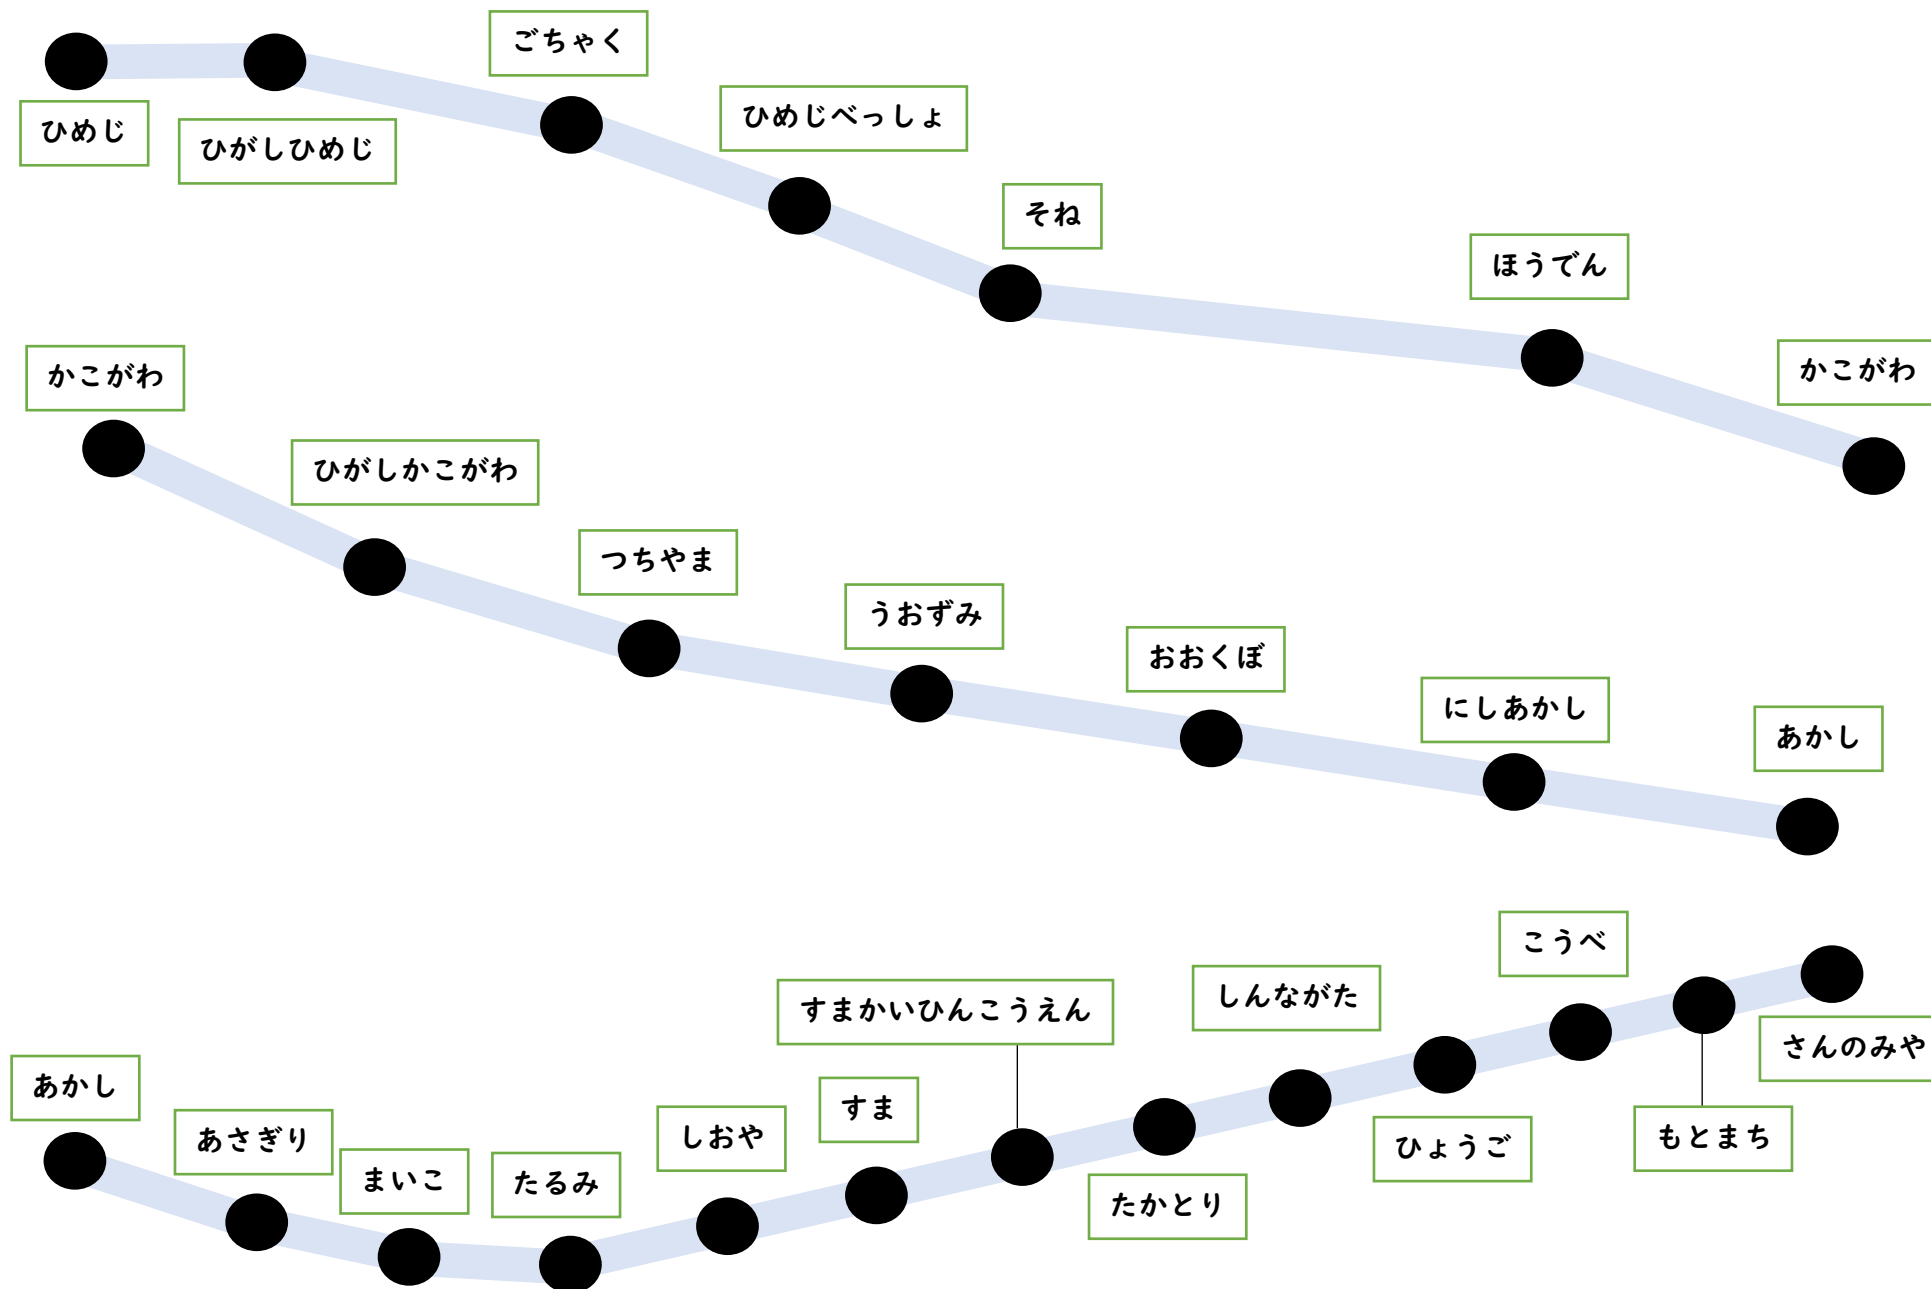 ひめじ
ひがしひめじ
ごちゃく
ひめじべっしょ
そね
ほうでん
かこがわ
かこがわ
ひがしかこがわ
つちやま
うおずみ
おおくぼ
にしあかし
あかし
あかし
あさぎり
まいこ
たるみ
しおや
すま
すまかいひんこうえん
たかとり
しんながた
ひょうご
こうべ
もとまち
さんのみや